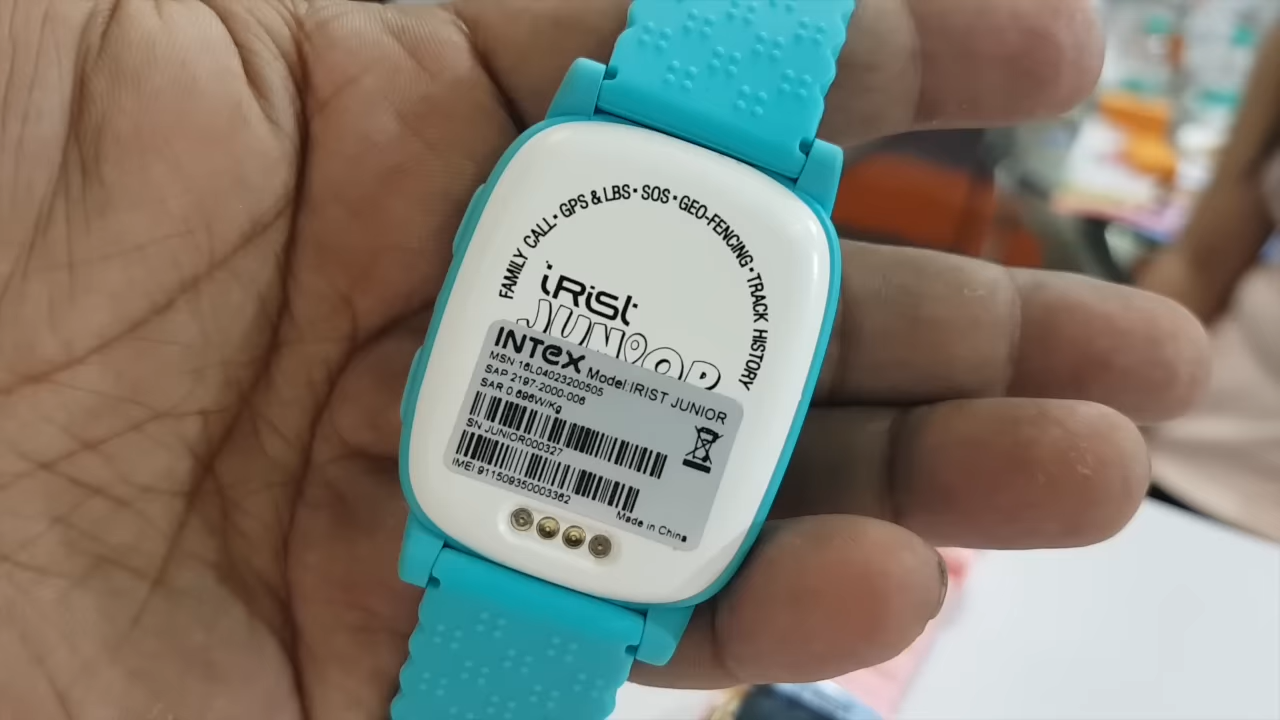 FAMILY CALL • GPS & LBS • SOS • GEO-FENCING • TRACK HISTORY
iRist
JUNIOR
INTEX Model:IRIST JUNIOR
MSN 16L04023200505
SAP 2197-2000-006
SAR 0.696W/Kg
SN JUNIOR000327
IMEI 911509350003362
Made in China